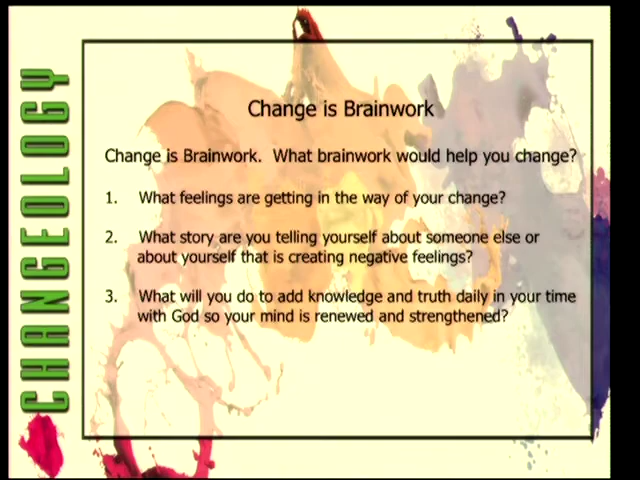 CHANGEOLOGY
Change is Brainwork
Change is Brainwork. What brainwork would help you change?
1. What feelings are getting in the way of your change?
2. What story are you telling yourself about someone else or
about yourself that is creating negative feelings?
3. What will you do to add knowledge and truth daily in your time
with God so your mind is renewed and strengthened?